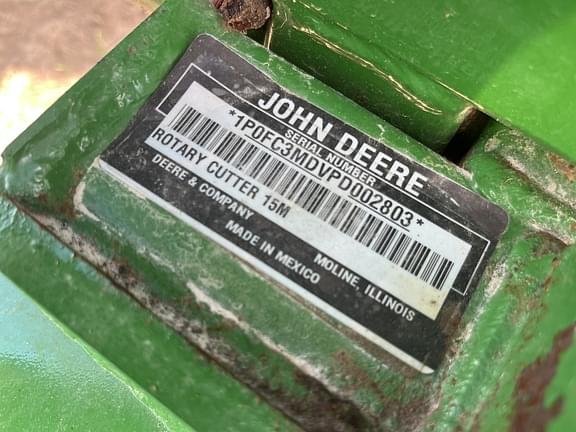 JOHN DEERE
SERIAL NUMBER
*1P0FC3MDVPD002803*
ROTARY CUTTER 15M
DEERE & COMPANY MOLINE, ILLINOIS
MADE IN MEXICO